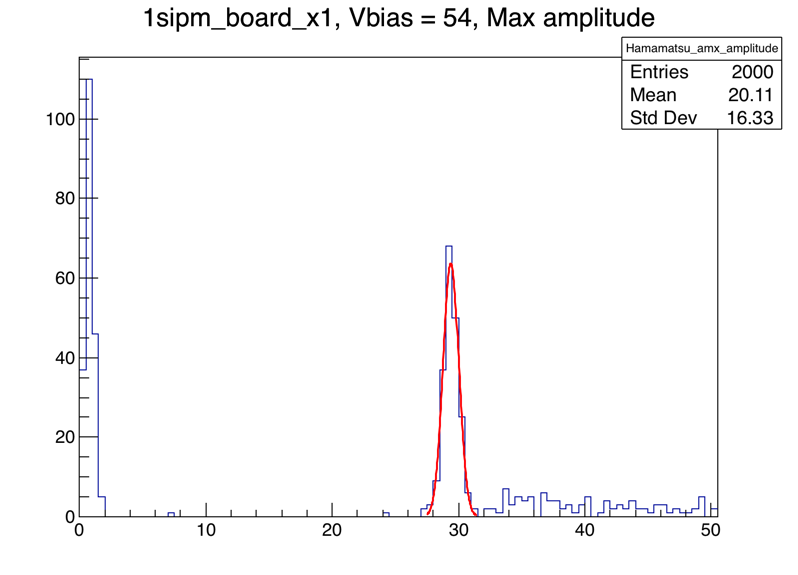 1sipm_board_x1, Vbias = 54, Max amplitude
Hamamatsu_amx_amplitude
Entries 2000
Mean 20.11
Std Dev 16.33
100
80
60
40
20
0
0 10 20 30 40 50